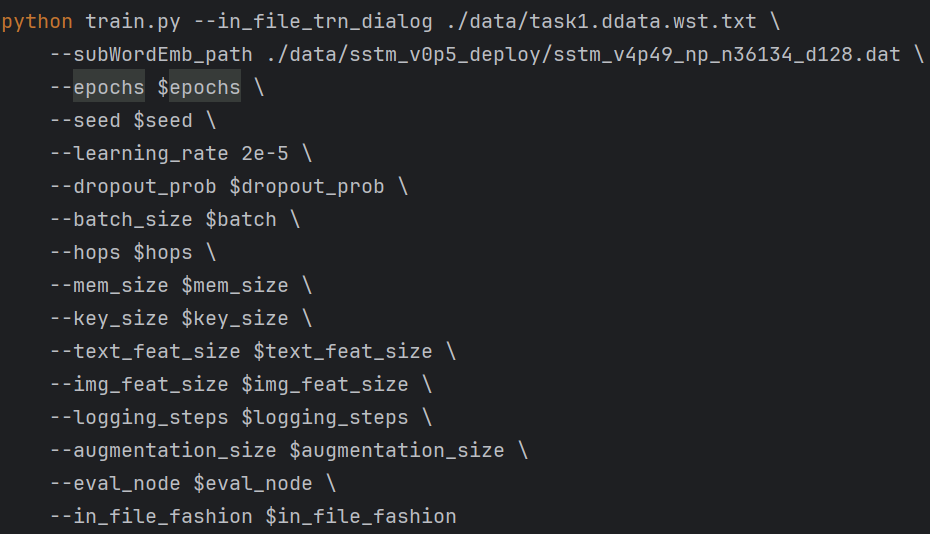 python train.py --in_file_trn_dialog ./data/task1.ddata.wst.txt \
    --subWordEmb_path ./data/sstm_v0p5_deploy/sstm_v4p49_np_n36134_d128.dat \
    --epochs $epochs \
    --seed $seed \
    --learning_rate 2e-5 \
    --dropout_prob $dropout_prob \
    --batch_size $batch \
    --hops $hops \
    --mem_size $mem_size \
    --key_size $key_size \
    --text_feat_size $text_feat_size \
    --img_feat_size $img_feat_size \
    --logging_steps $logging_steps \
    --augmentation_size $augmentation_size \
    --eval_node $eval_node \
    --in_file_fashion $in_file_fashion